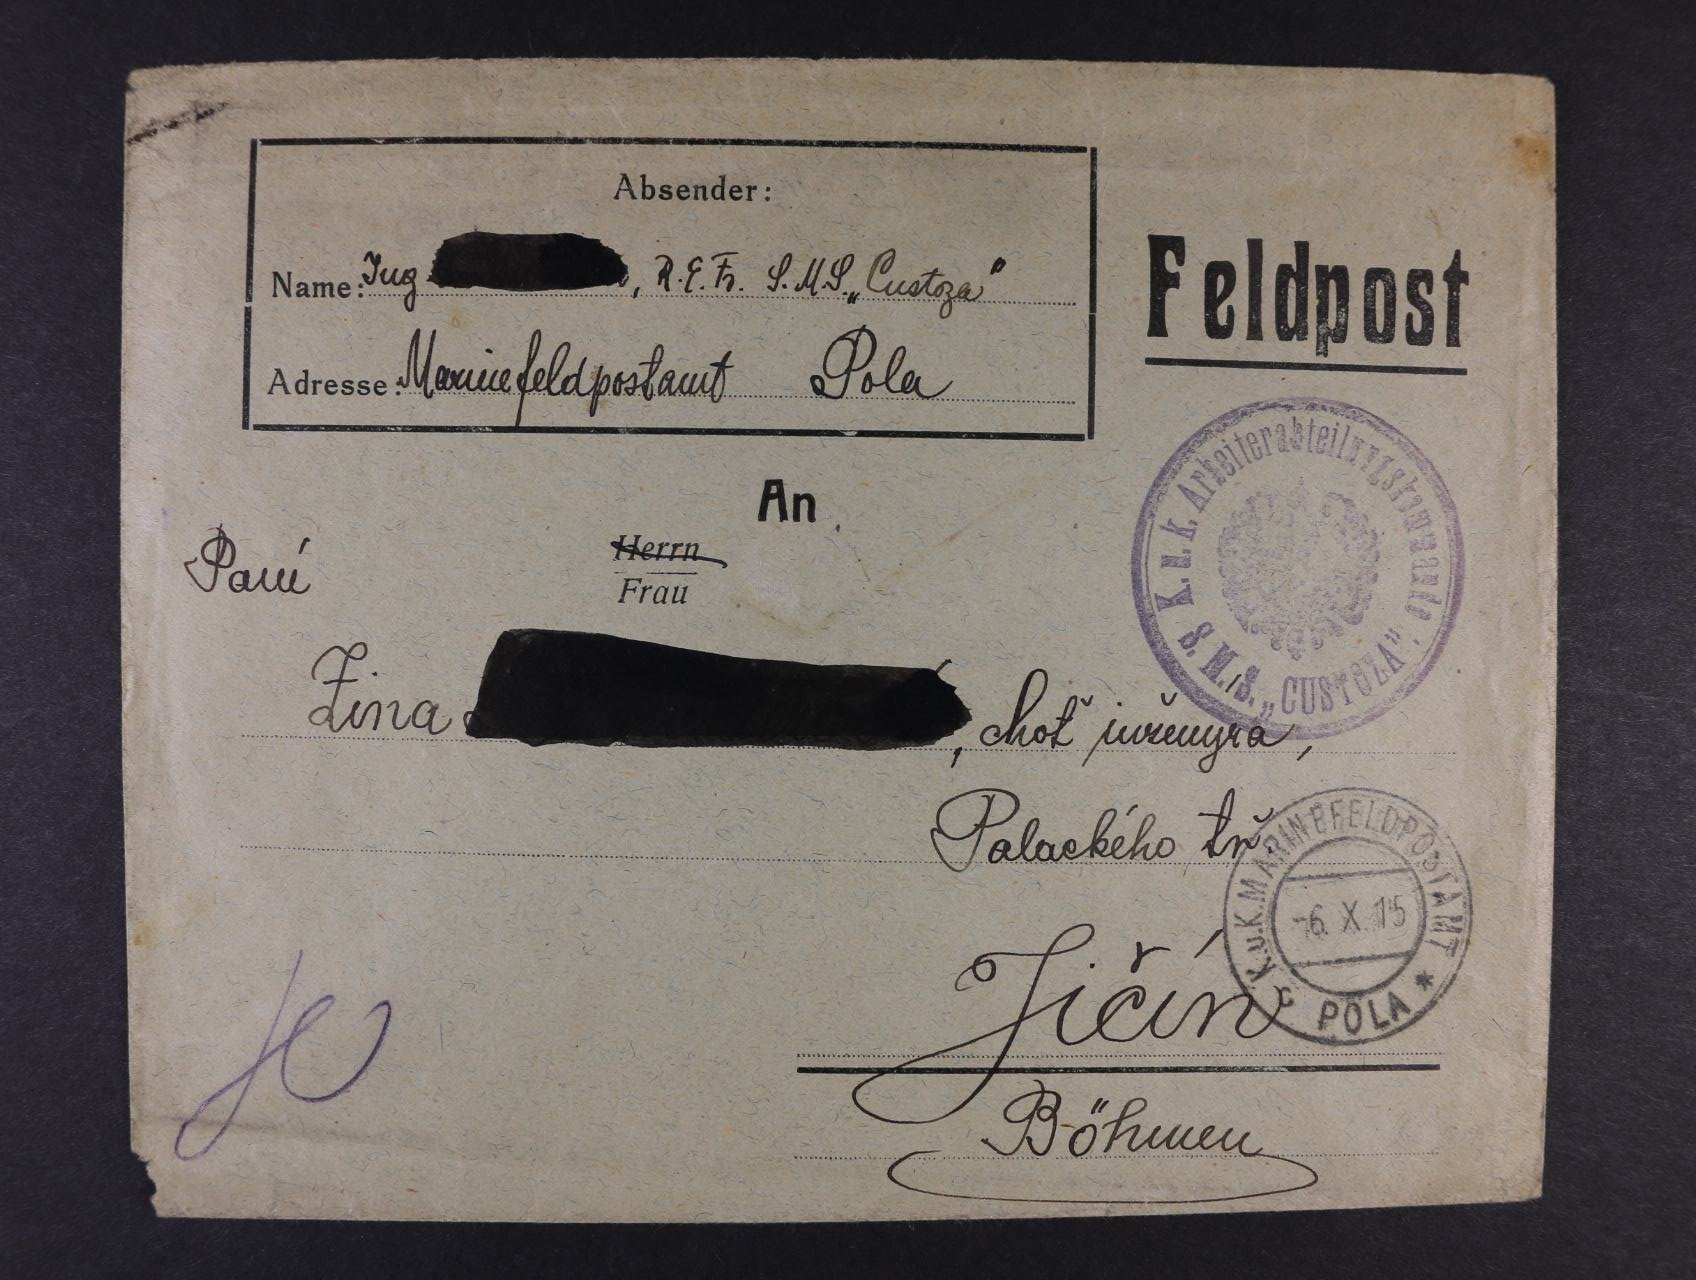 Absender:
Name: Ing , R.E.Fr. S.M.S. „Custoza"
Adresse: Marinefeldpostamt Pola
Feldpost
K.u.k. Arbeiterabteilungskommando.
S.M.S. „CUSTOZA"
An
Herrn
Frau
Paní
Zina , choť inženýra,
Palackého tř
K.u.K. MARINEFELDPOSTAMT
-6. X. 15
c POLA *
Jičín
Böhmen